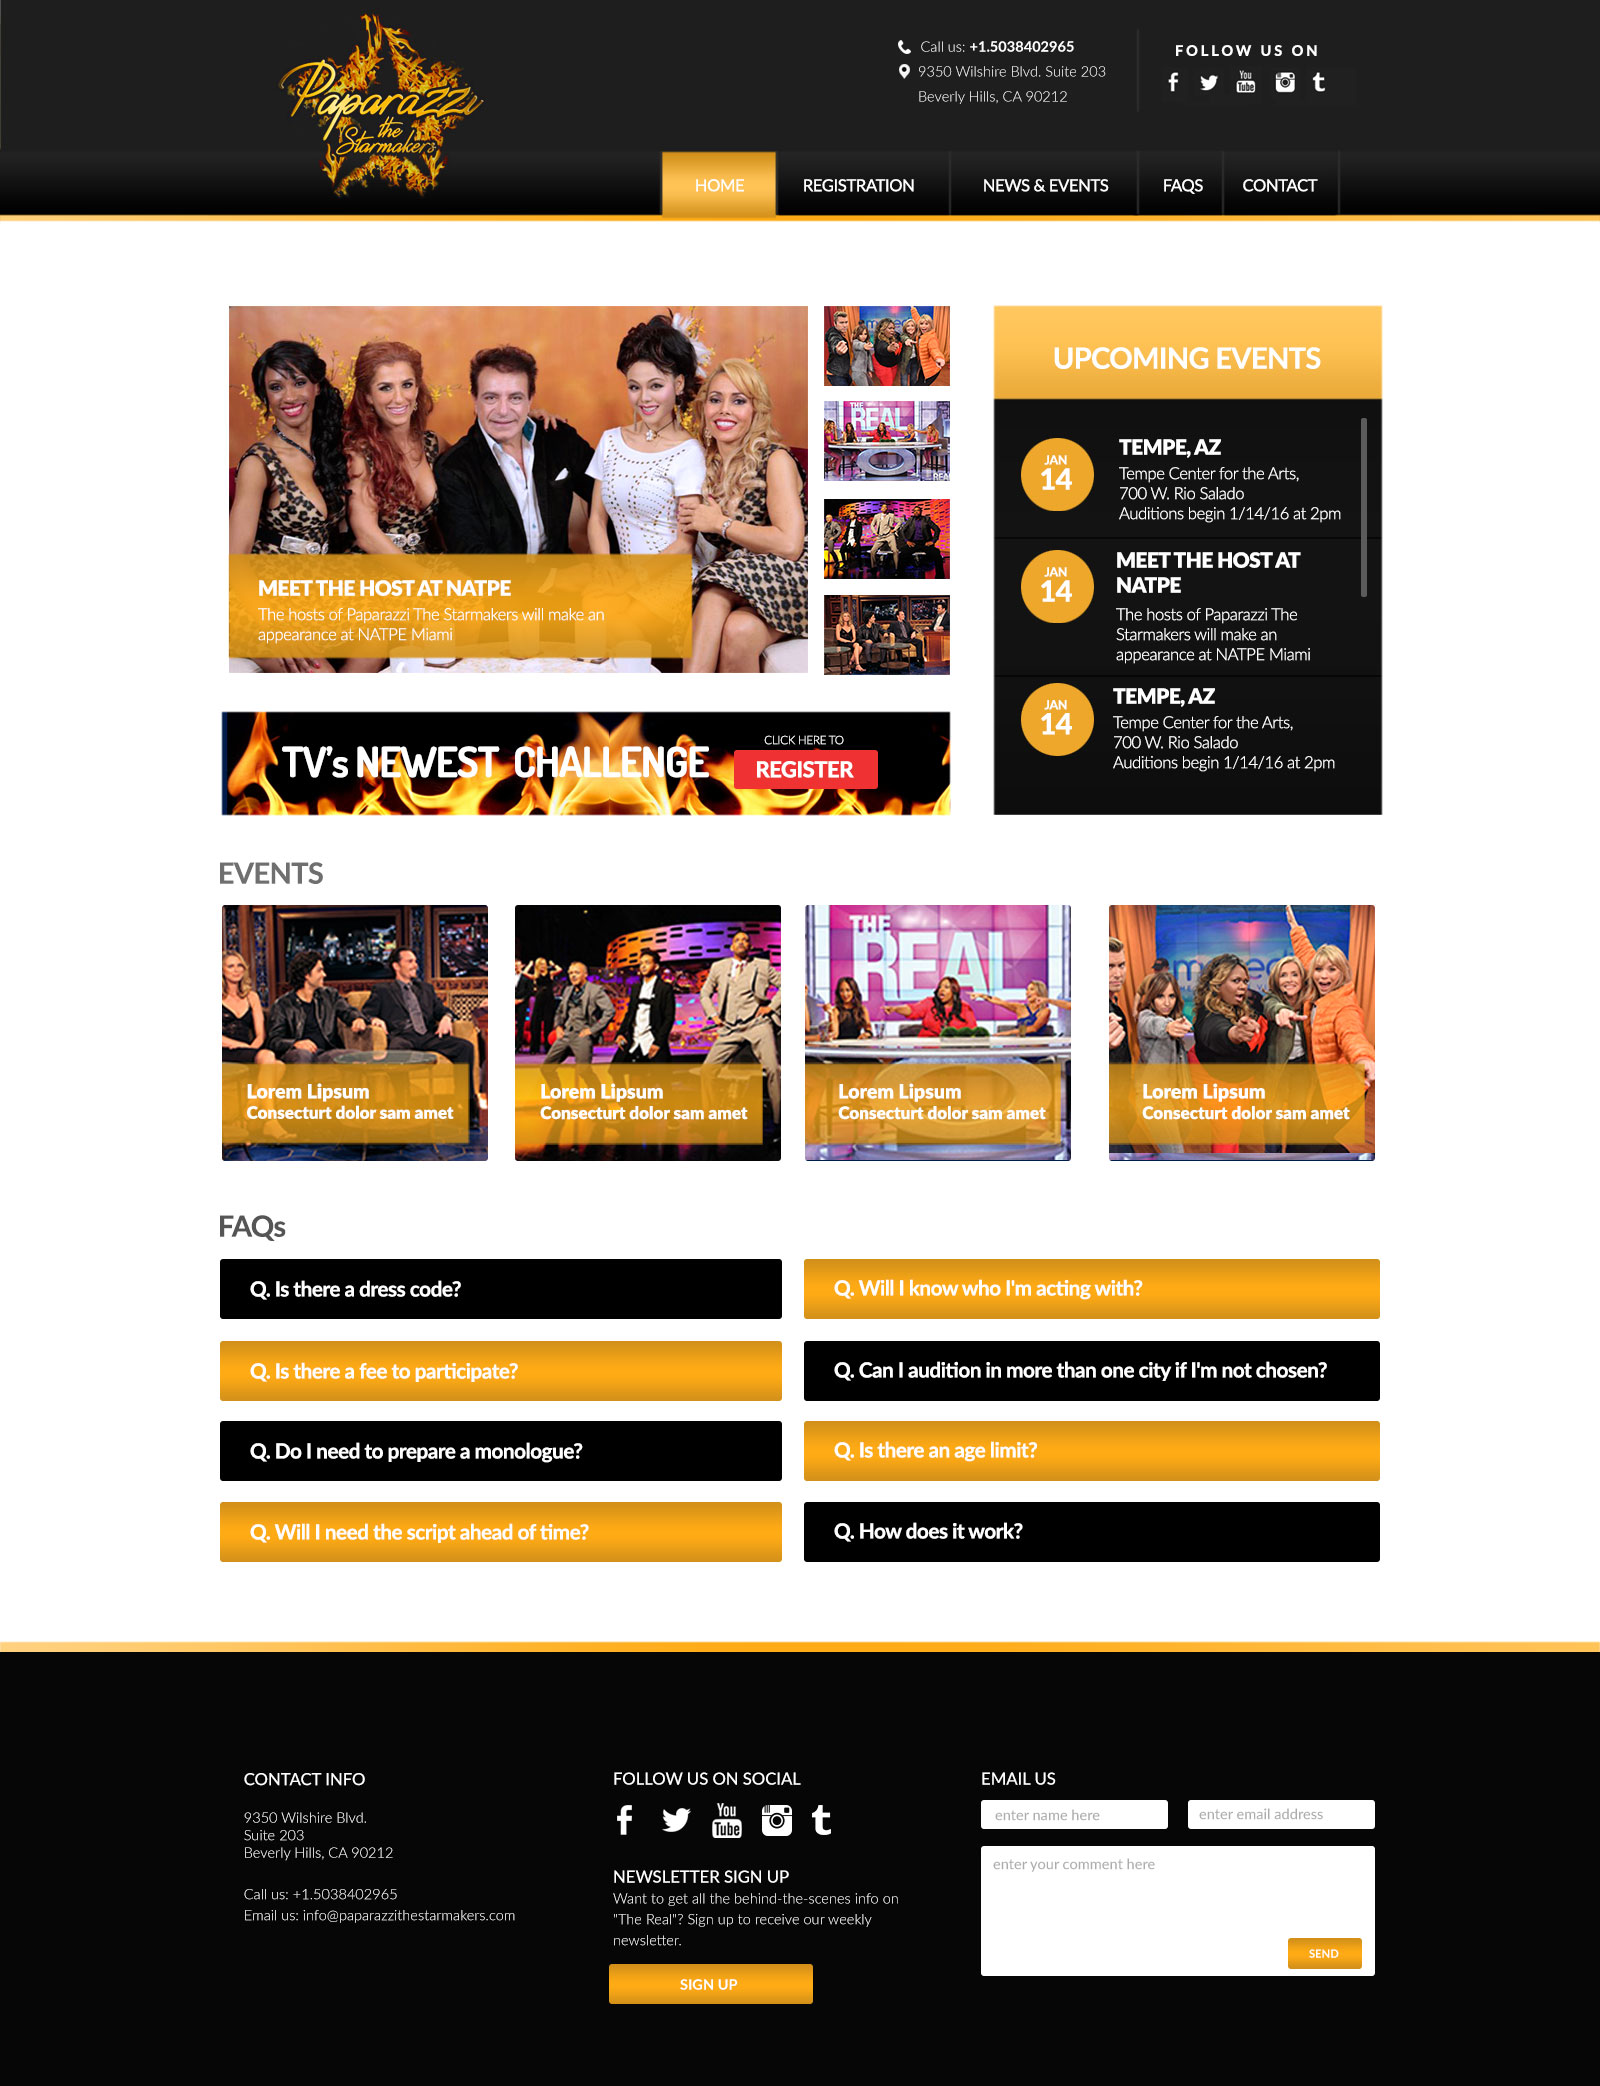 Paparazzi
the
Starmakers
Call us: +1.5038402965
9350 Wilshire Blvd. Suite 203
Beverly Hills, CA 90212
FOLLOW US ON
You
Tube
HOME
REGISTRATION
NEWS & EVENTS
FAQS
CONTACT
MEET THE HOST AT NATPE
The hosts of Paparazzi The Starmakers will make an
appearance at NATPE Miami
THE
REAL
UPCOMING EVENTS
JAN
14
TEMPE, AZ
Tempe Center for the Arts,
700 W. Rio Salado
Auditions begin 1/14/16 at 2pm
JAN
14
MEET THE HOST AT
NATPE
The hosts of Paparazzi The
Starmakers will make an
appearance at NATPE Miami
JAN
14
TEMPE, AZ
Tempe Center for the Arts,
700 W. Rio Salado
Auditions begin 1/14/16 at 2pm
TV's NEWEST CHALLENGE
CLICK HERE TO
REGISTER
EVENTS
Lorem Lipsum
Consecturt dolor sam amet
Lorem Lipsum
Consecturt dolor sam amet
THE
REAL
Lorem Lipsum
Consecturt dolor sam amet
Lorem Lipsum
Consecturt dolor sam amet
FAQs
Q. Is there a dress code?
Q. Will I know who I'm acting with?
Q. Is there a fee to participate?
Q. Can I audition in more than one city if I'm not chosen?
Q. Do I need to prepare a monologue?
Q. Is there an age limit?
Q. Will I need the script ahead of time?
Q. How does it work?
CONTACT INFO
9350 Wilshire Blvd.
Suite 203
Beverly Hills, CA 90212
Call us: +1.5038402965
Email us: info@paparazzithestarmakers.com
FOLLOW US ON SOCIAL
You
Tube
NEWSLETTER SIGN UP
Want to get all the behind-the-scenes info on
"The Real"? Sign up to receive our weekly
newsletter.
SIGN UP
EMAIL US
enter name here
enter email address
enter your comment here
SEND